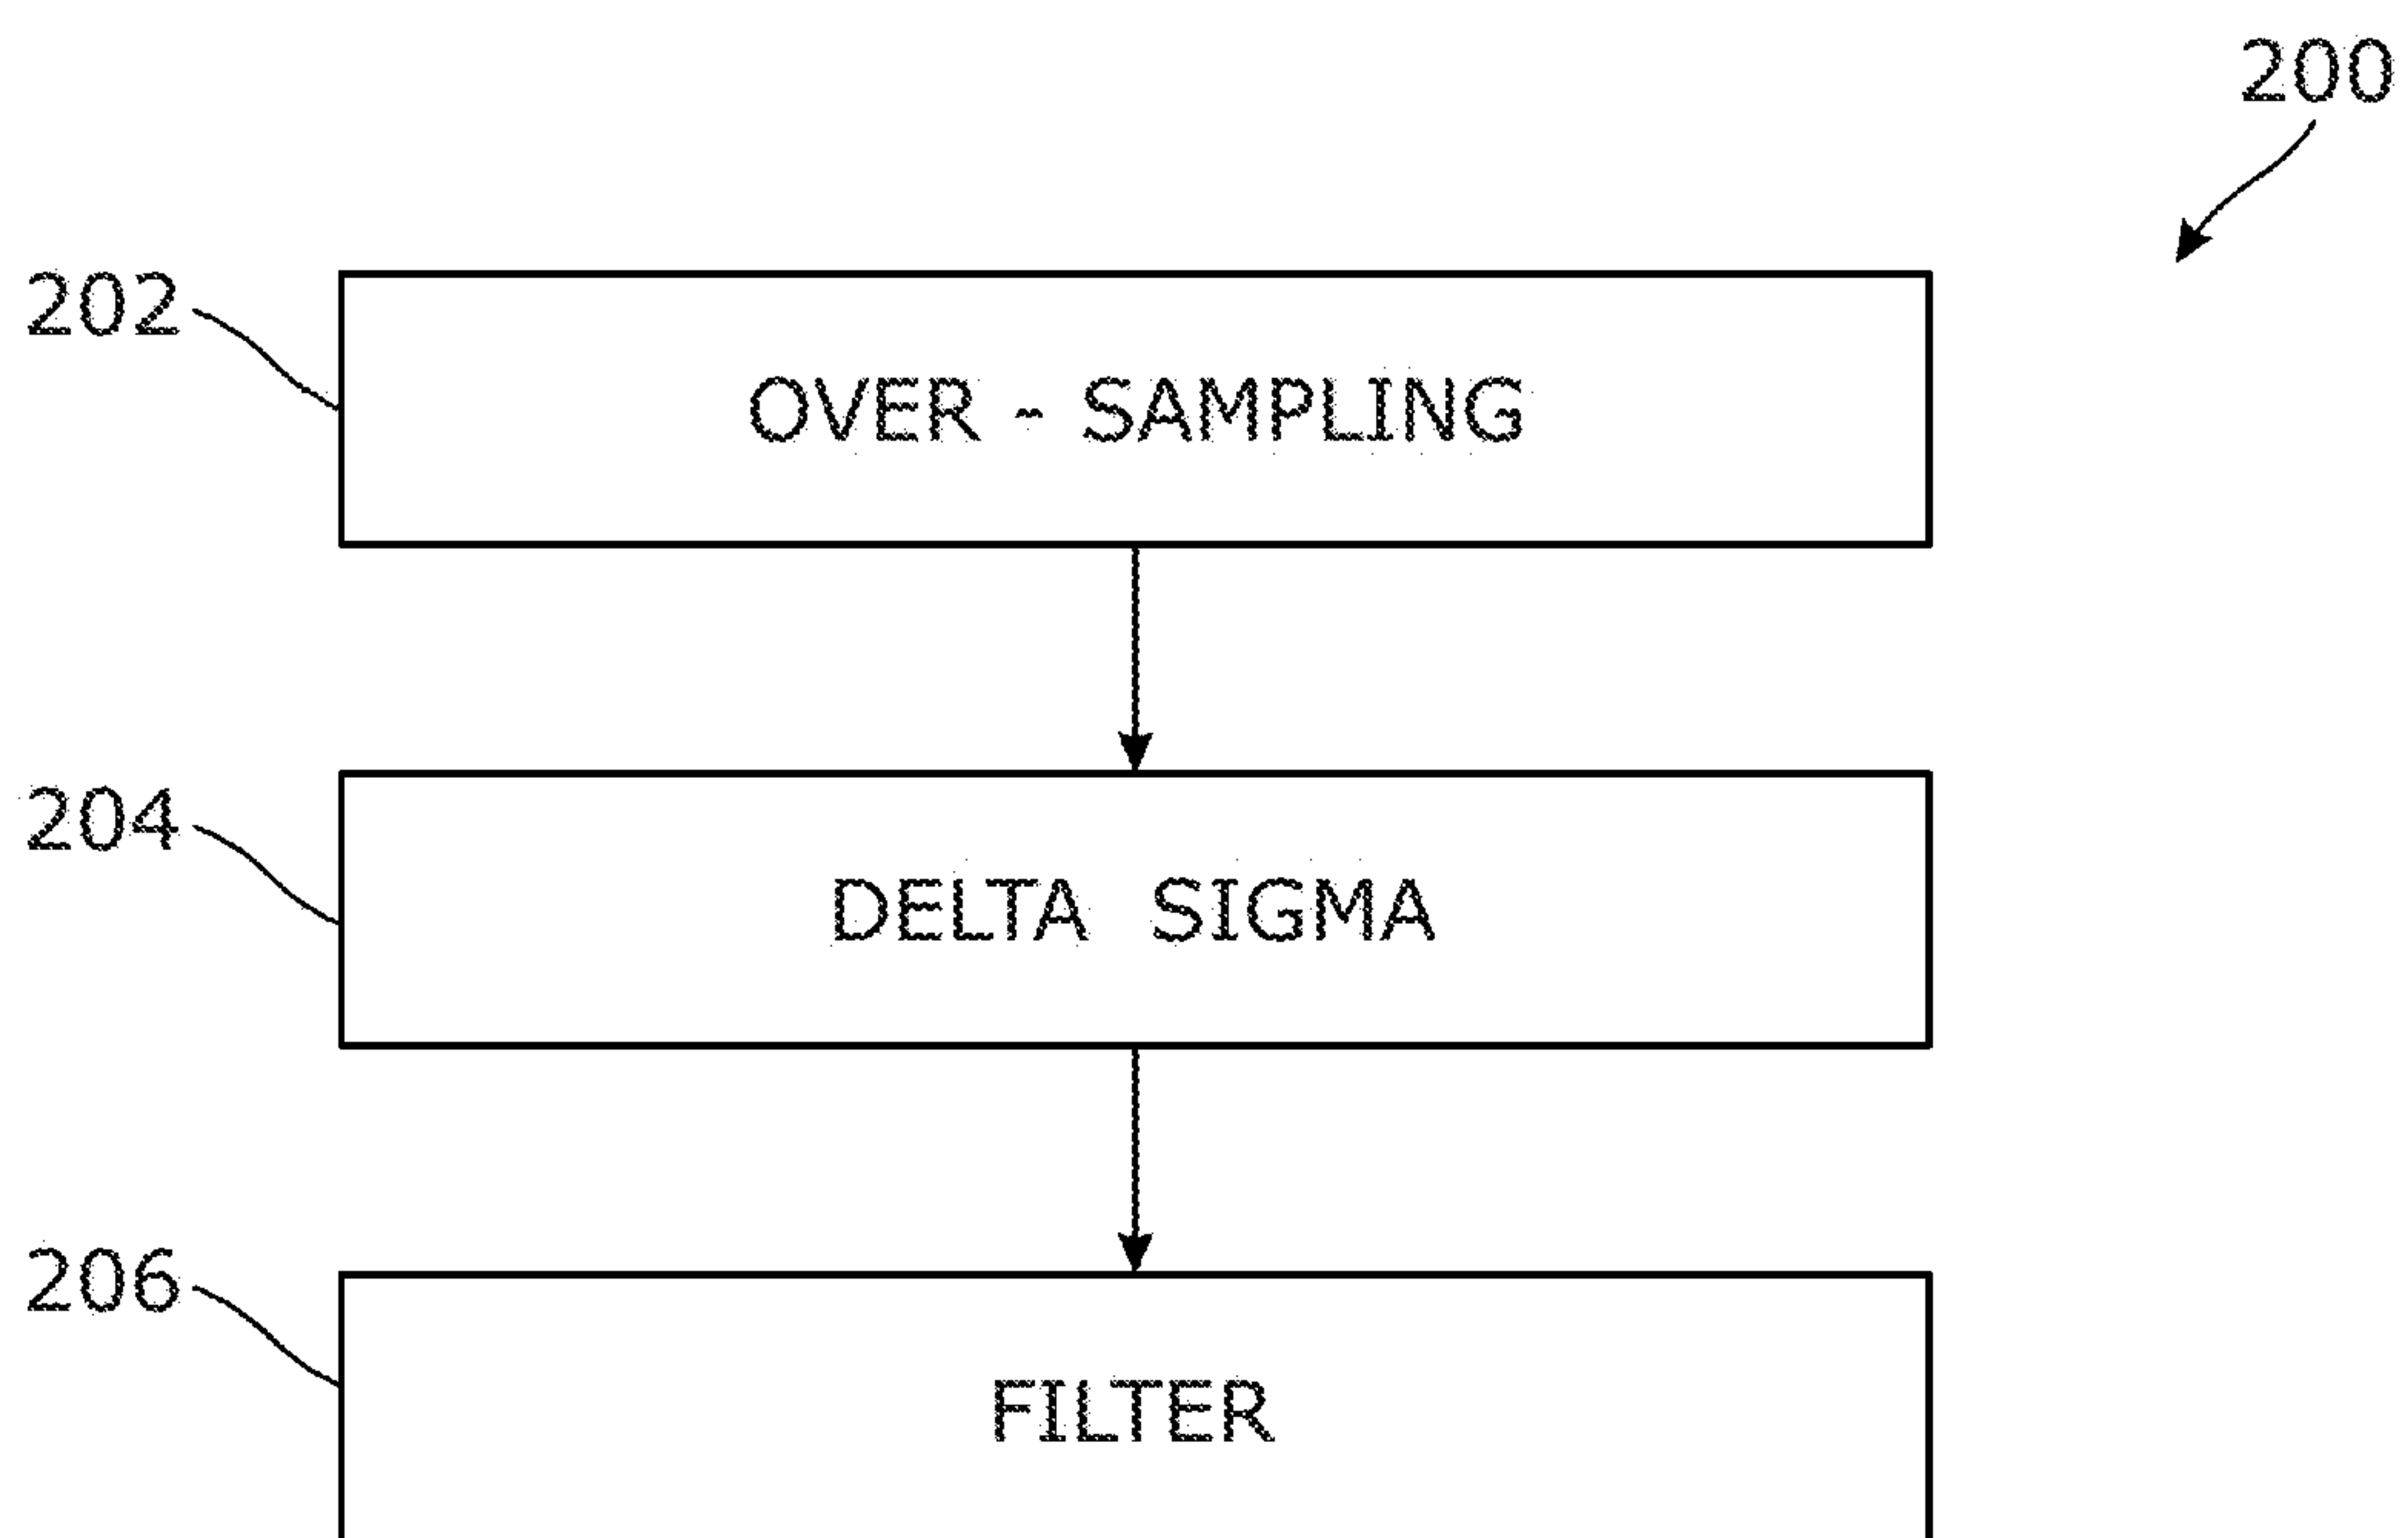 200
202
OVER - SAMPLING
204
DELTA SIGMA
206
FILTER